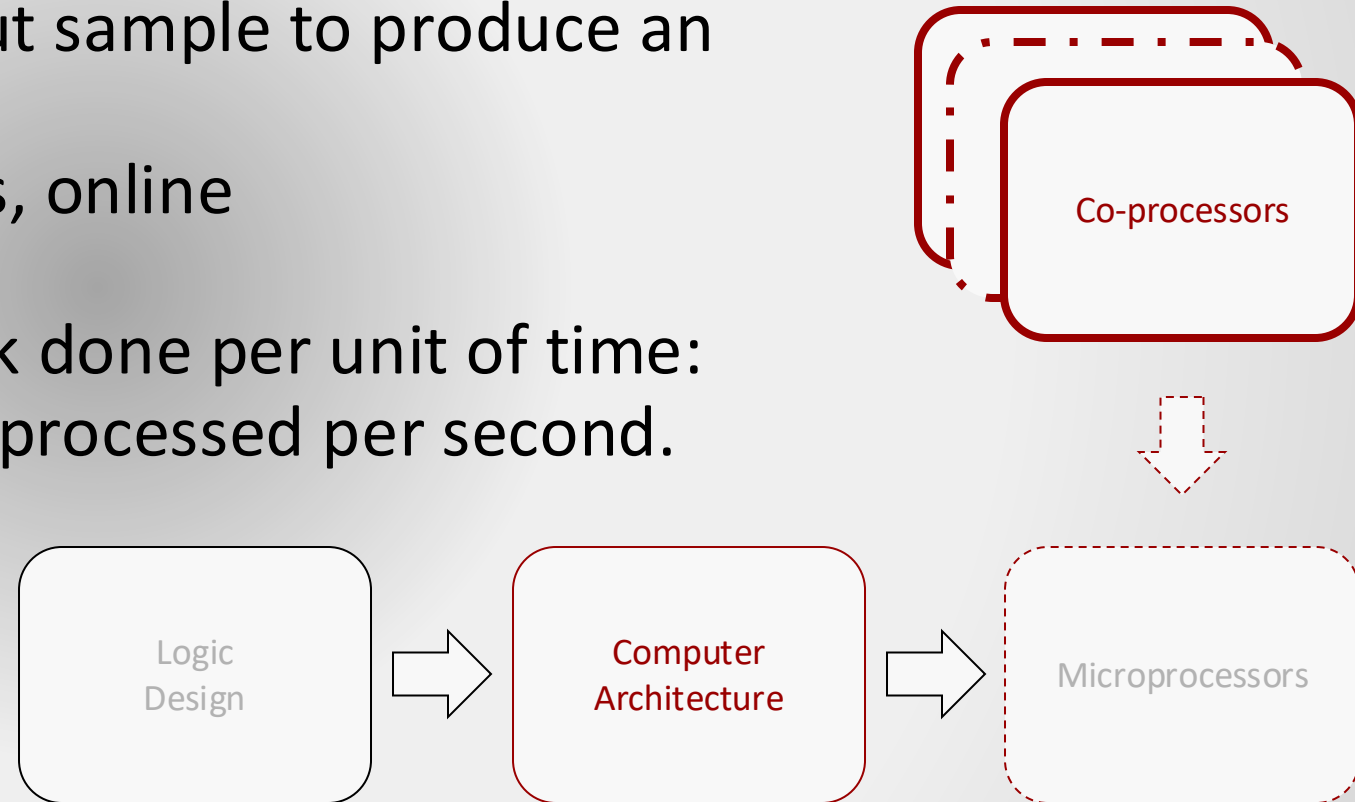 sample to produce an
, online
done per unit of time:
processed per second.
Co-processors
Logic
Design
Computer
Architecture
Microprocessors